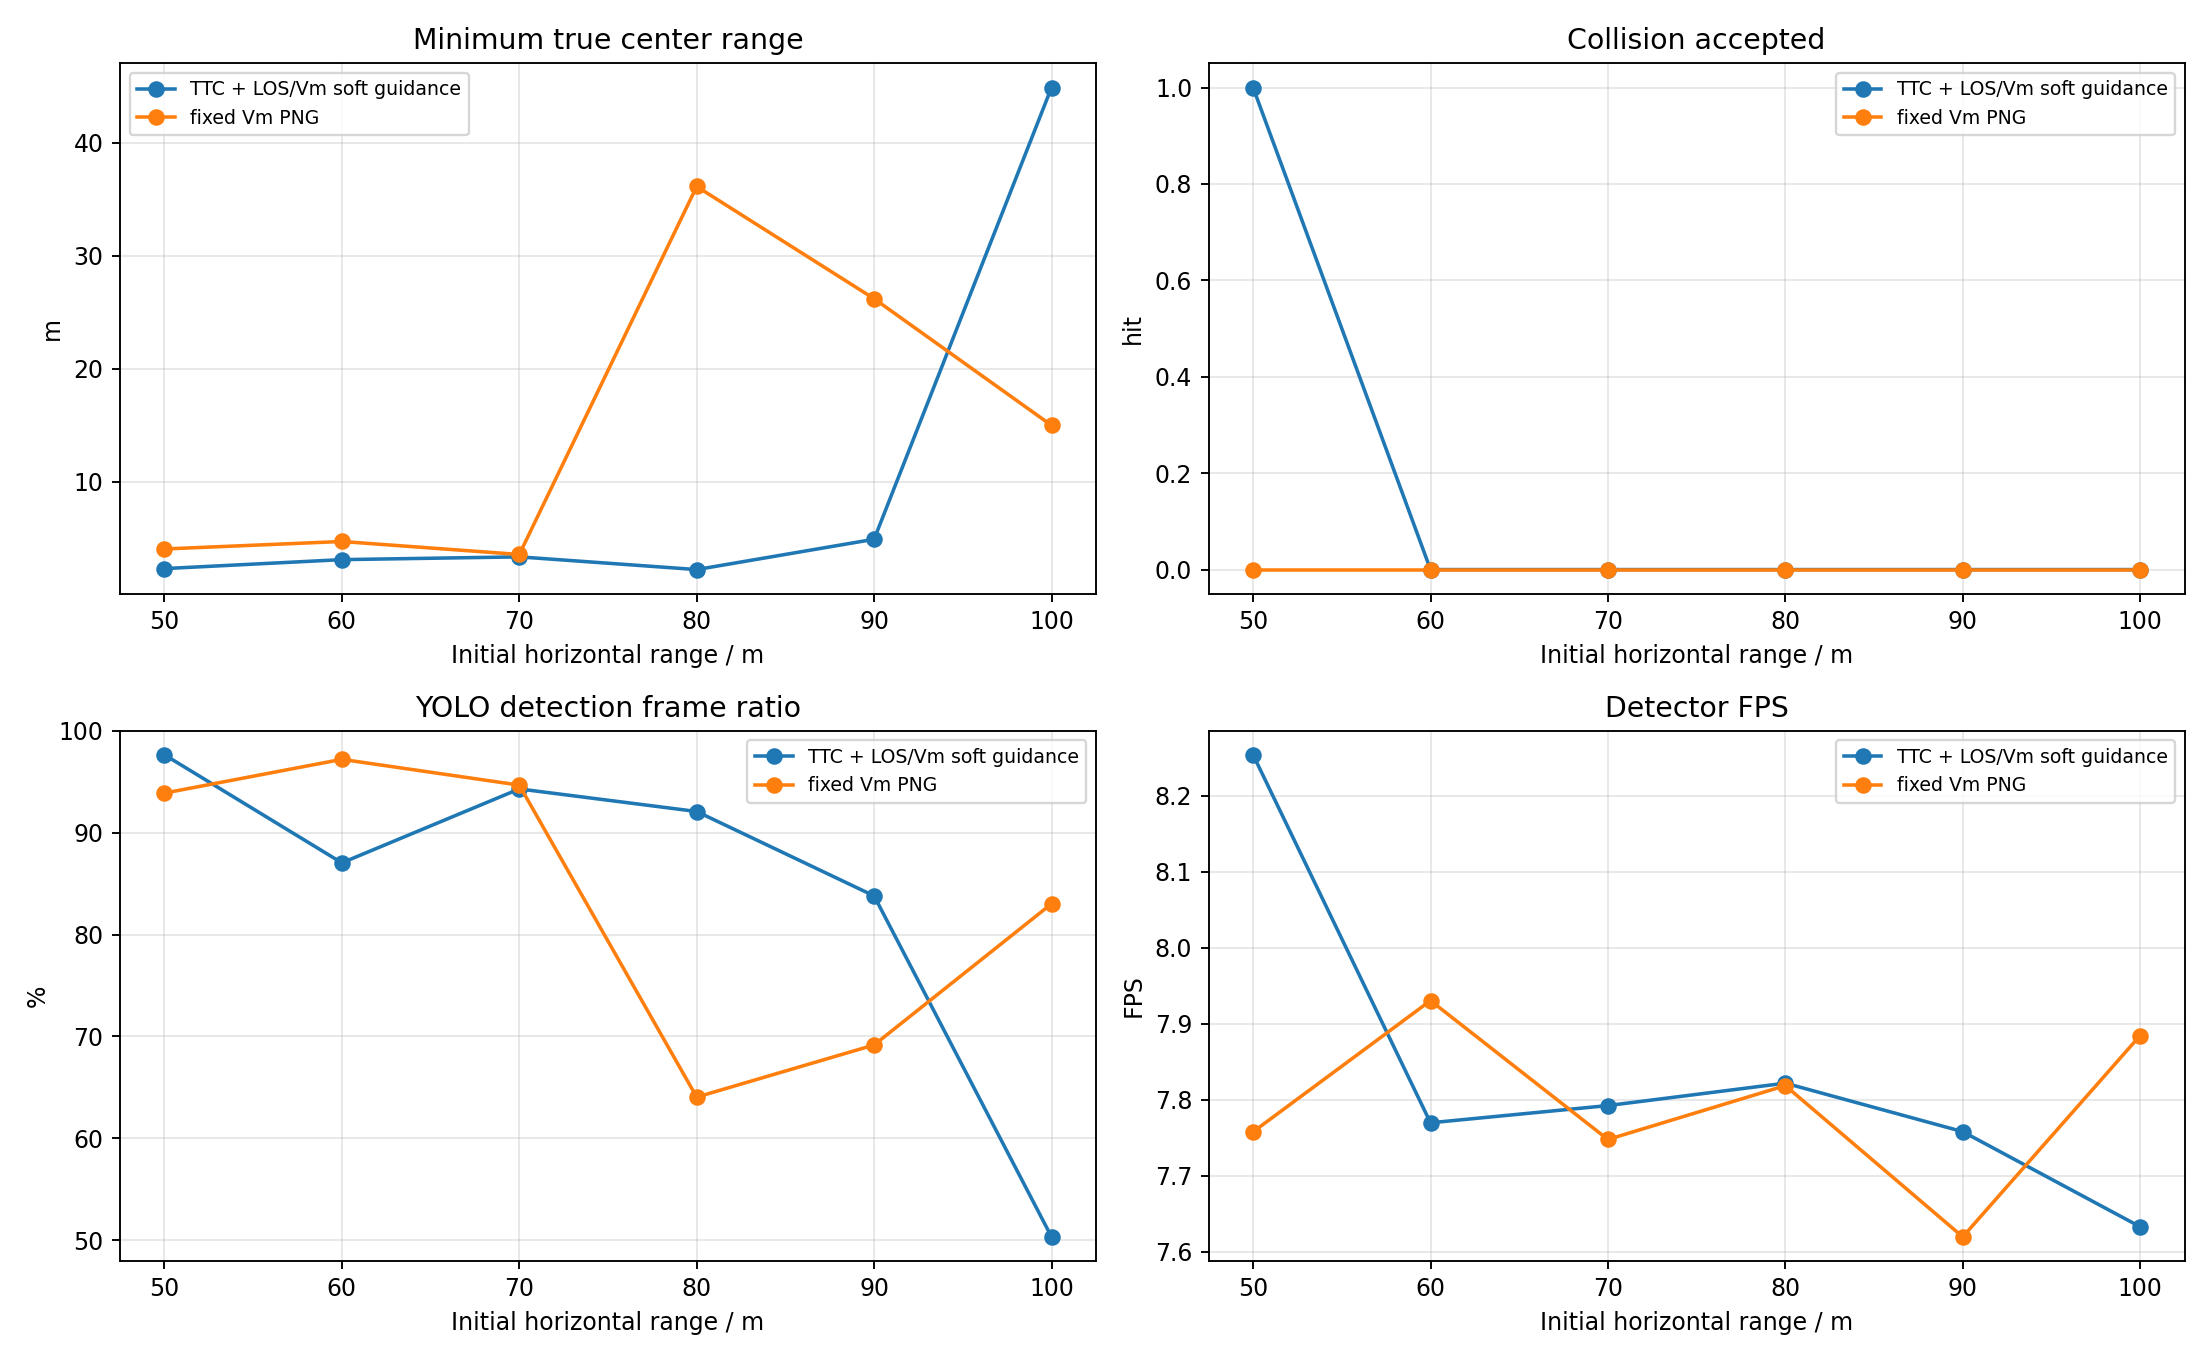 Minimum true center range
TTC + LOS/Vm soft guidance
fixed Vm PNG
m
40
30
20
10
50 60 70 80 90 100
Initial horizontal range / m
Collision accepted
TTC + LOS/Vm soft guidance
fixed Vm PNG
hit
1.0
0.8
0.6
0.4
0.2
0.0
50 60 70 80 90 100
Initial horizontal range / m
YOLO detection frame ratio
TTC + LOS/Vm soft guidance
fixed Vm PNG
%
100
90
80
70
60
50
50 60 70 80 90 100
Initial horizontal range / m
Detector FPS
TTC + LOS/Vm soft guidance
fixed Vm PNG
FPS
8.2
8.1
8.0
7.9
7.8
7.7
7.6
50 60 70 80 90 100
Initial horizontal range / m